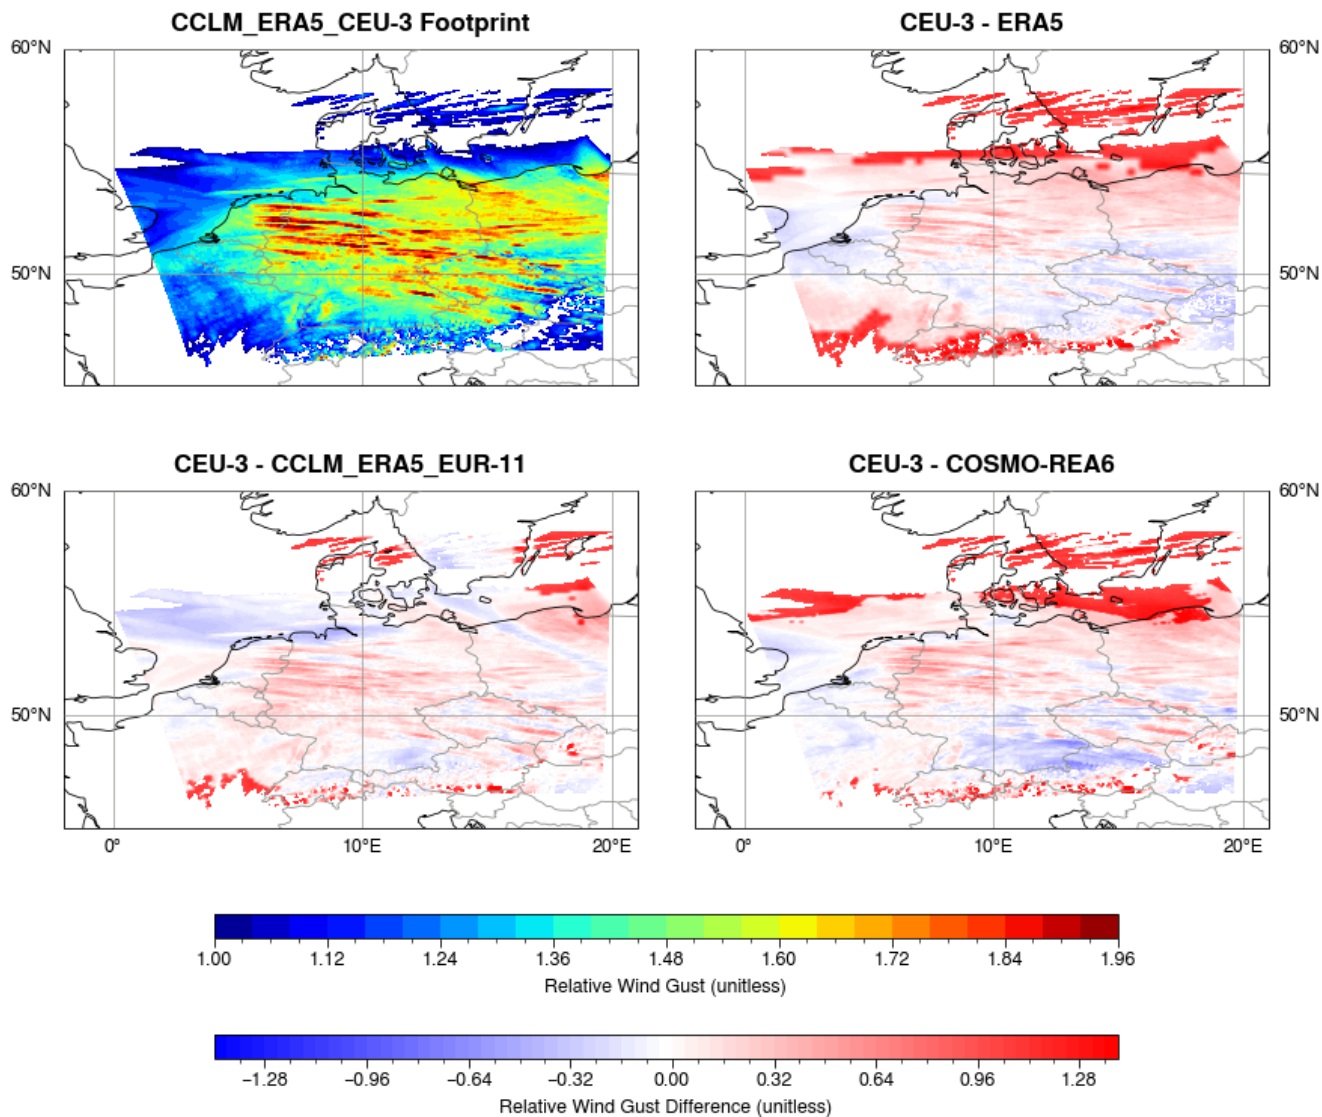 CCLM_ERA5_CEU-3 Footprint
CEU-3 - ERA5
60°N
60°N
50°N
50°N
CEU-3 - CCLM_ERA5_EUR-11
CEU-3 - COSMO-REA6
60°N
60°N
50°N
50°N
0° 10°E 20°E
0° 10°E 20°E
1.00 1.12 1.24 1.36 1.48 1.60 1.72 1.84 1.96
Relative Wind Gust (unitless)
−1.28 −0.96 −0.64 −0.32 0.00 0.32 0.64 0.96 1.28
Relative Wind Gust Difference (unitless)